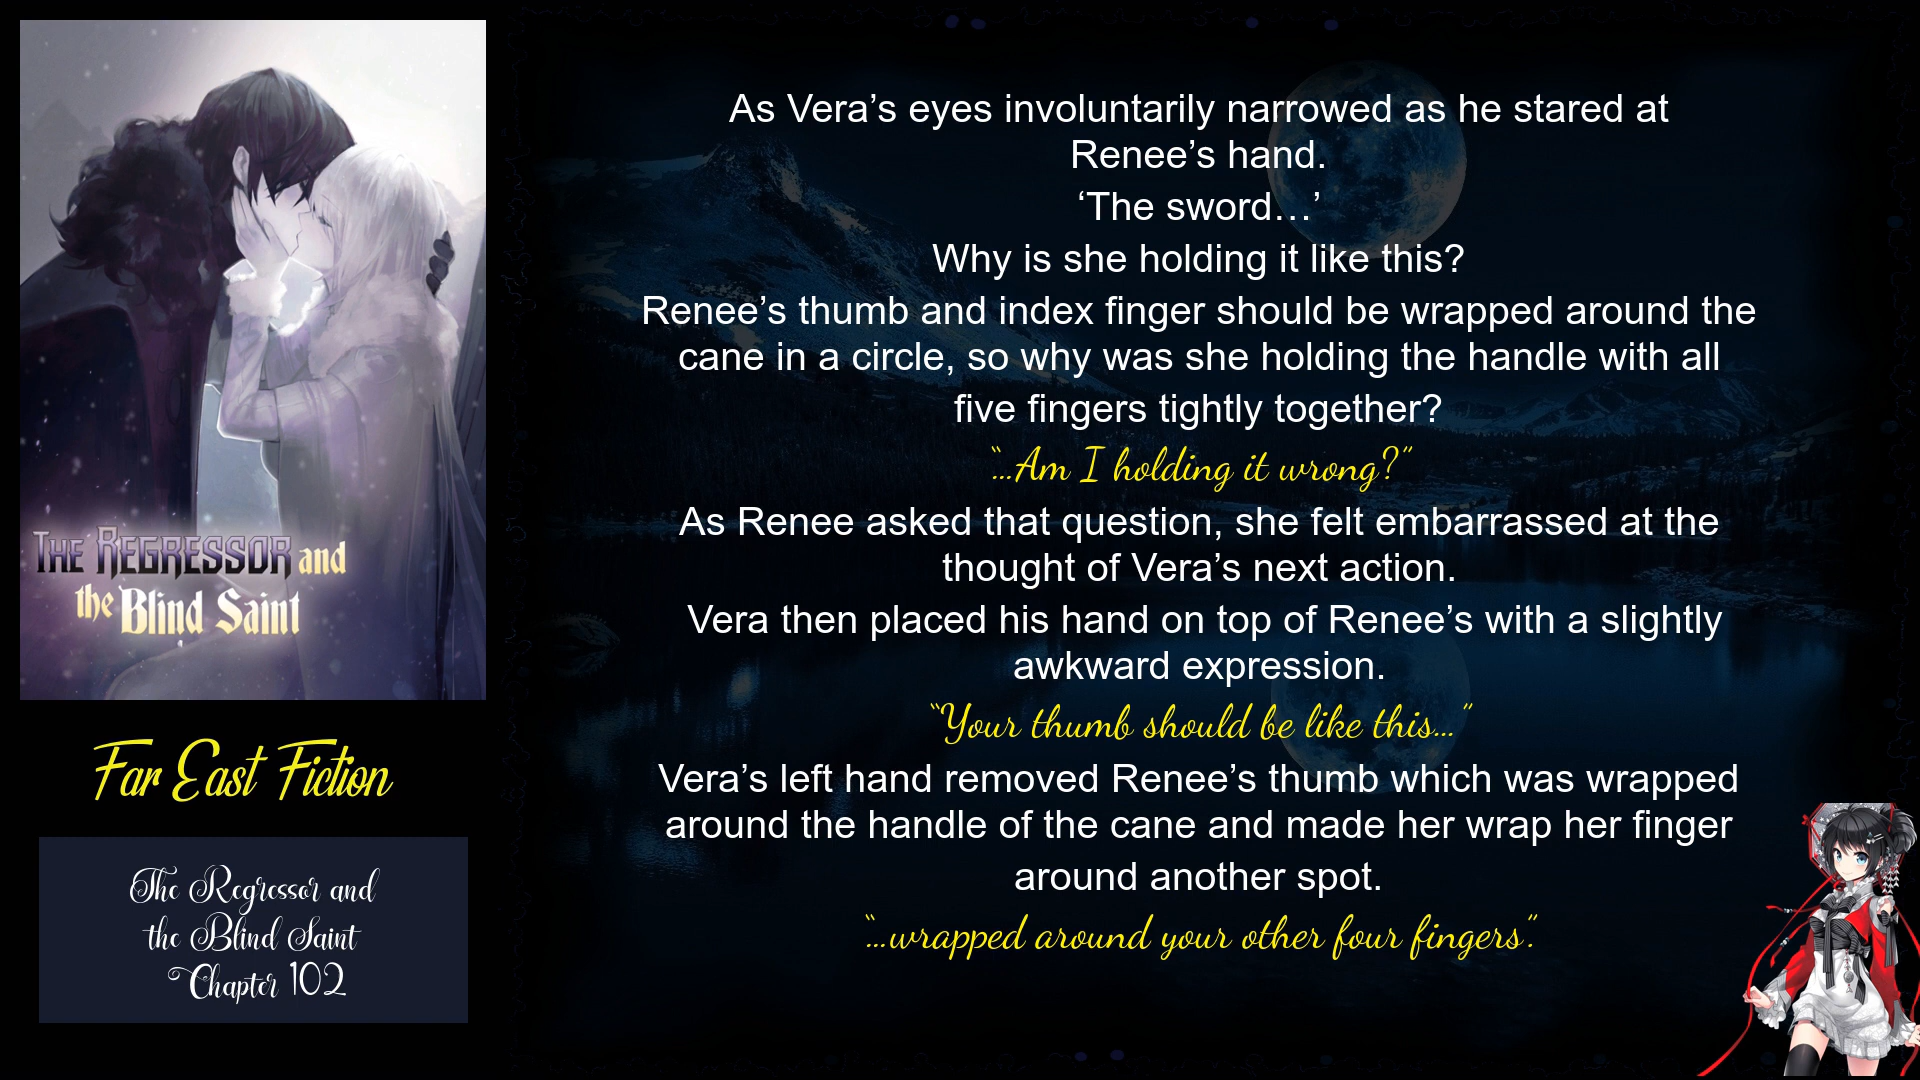 THE REGRESSOR and
the Blind Saint
Far East Fiction
The Regressor and
the Blind Saint
Chapter 102
As Vera’s eyes involuntarily narrowed as he stared at
Renee’s hand.
‘The sword…’
Why is she holding it like this?
Renee’s thumb and index finger should be wrapped around the
cane in a circle, so why was she holding the handle with all
five fingers tightly together?
“…Am I holding it wrong?”
As Renee asked that question, she felt embarrassed at the
thought of Vera’s next action.
Vera then placed his hand on top of Renee’s with a slightly
awkward expression.
“Your thumb should be like this…”
Vera’s left hand removed Renee’s thumb which was wrapped
around the handle of the cane and made her wrap her finger
around another spot.
“…wrapped around your other four fingers”.